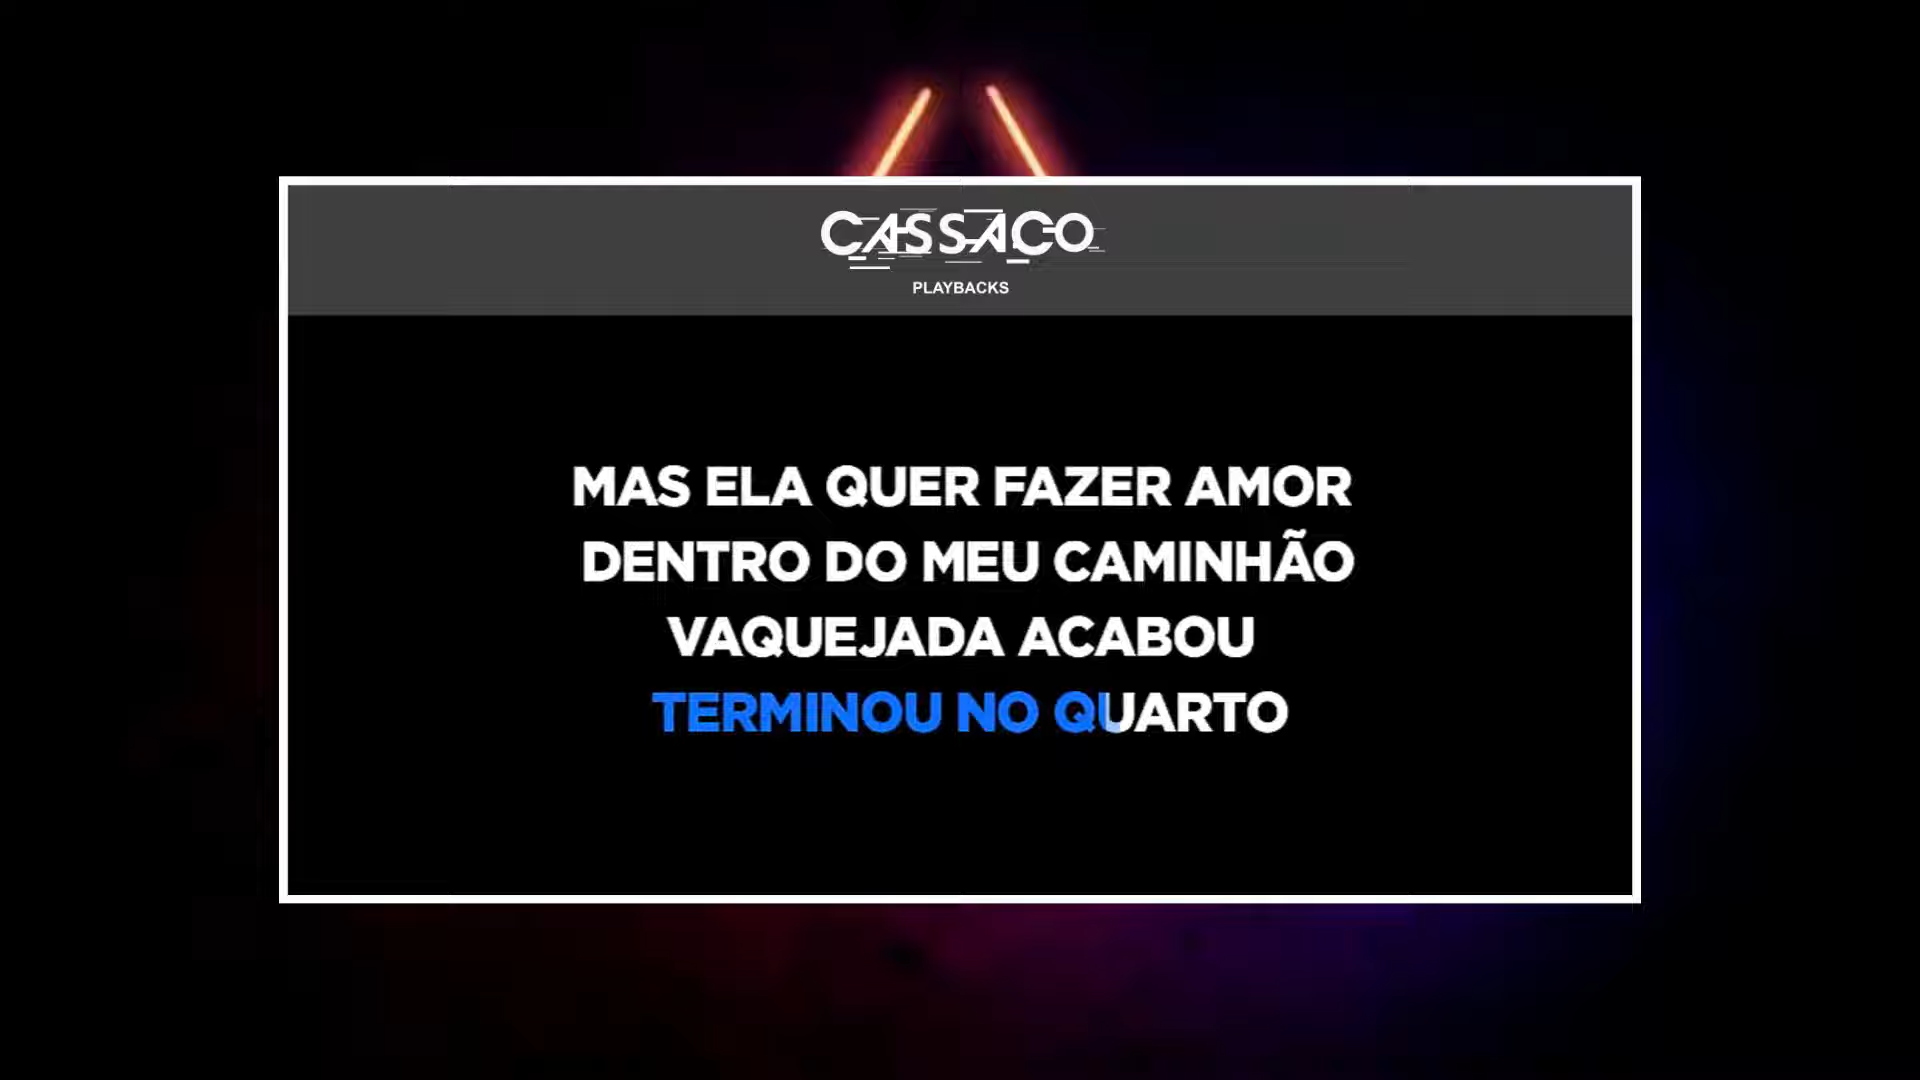 CASSACO
PLAYBACKS
MAS ELA QUER FAZER AMOR
DENTRO DO MEU CAMINHÃO
VAQUEJADA ACABOU
TERMINOU NO QUARTO